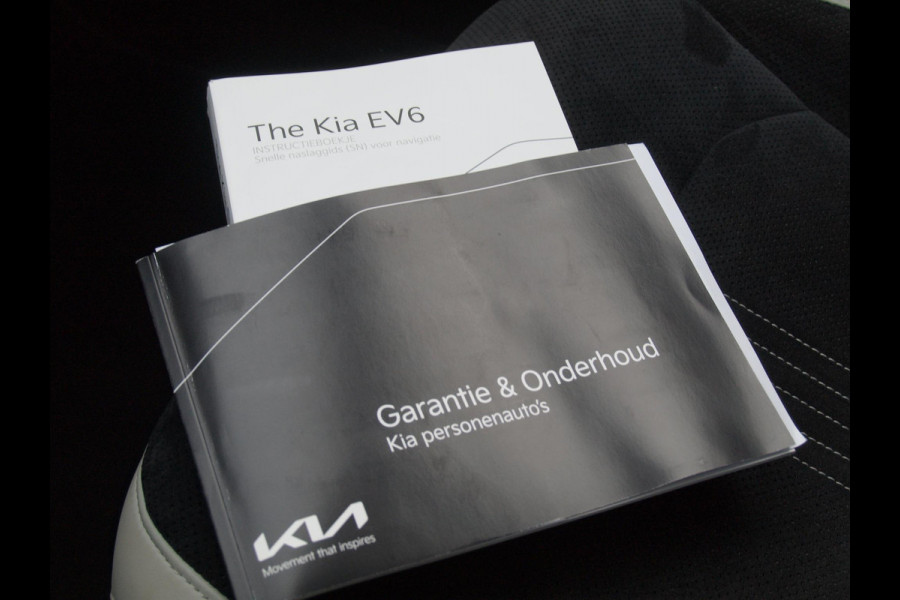 The Kia EV6
INSTRUCTIEBOEKJE
Snelle naslaggids (SN) voor navigatie
Garantie & Onderhoud
Kia personenauto's
KIA
Movement that inspires